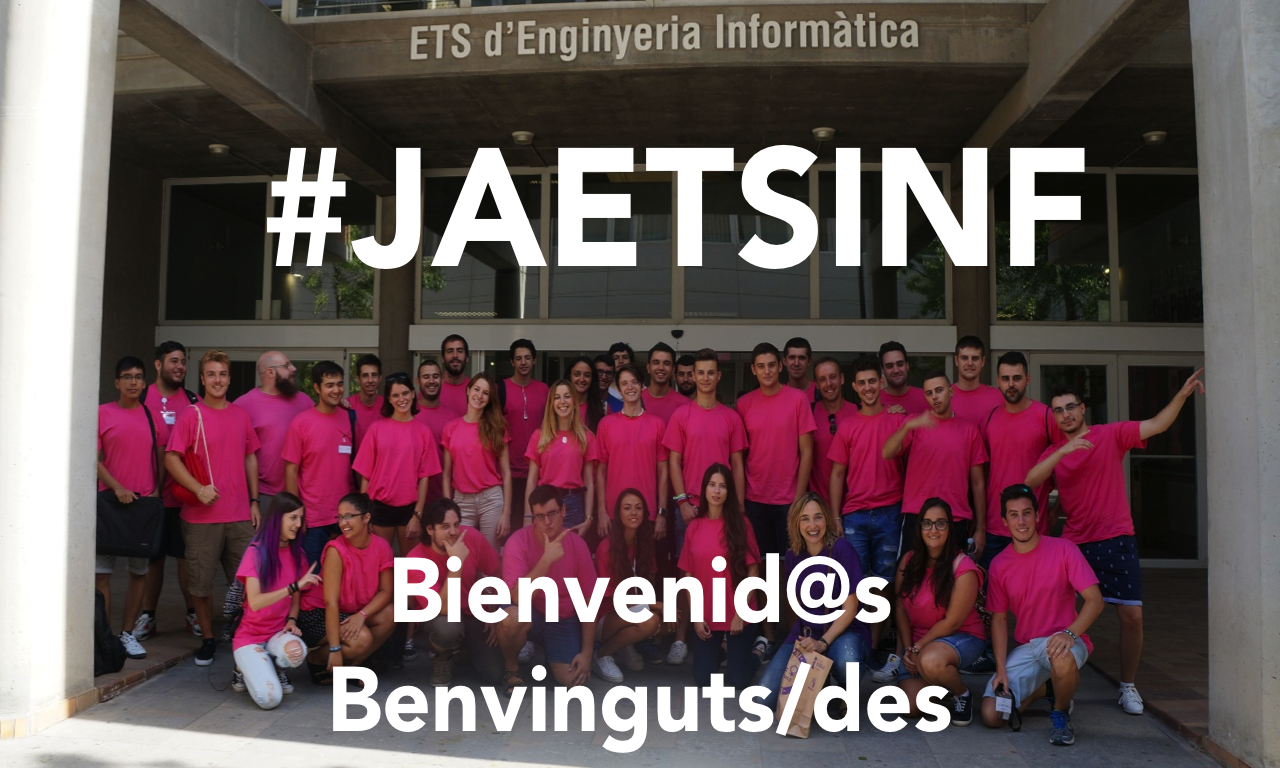 ETS d'Enginyeria Informàtica
#JAETSINF
Bienvenid@s
Benvinguts/des